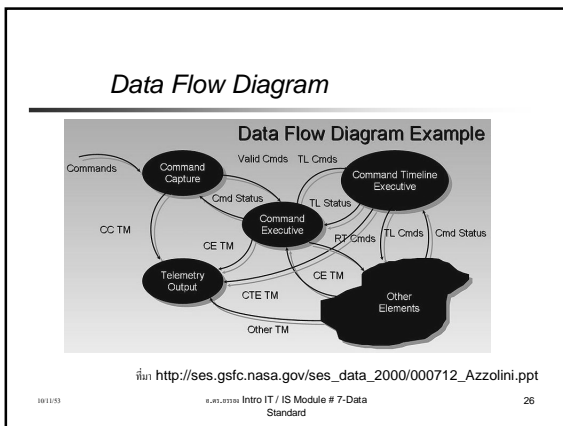 Data Flow Diagram
Data Flow Diagram Example
Commands
Command
Capture
Valid Cmds
TL Cmds
Command Timeline
Executive
Cmd Status
TL Status
Command
Executive
CC TM
CE TM
RT Cmds
TL Cmds
Cmd Status
Telemetry
Output
CTE TM
CE TM
Other
Elements
Other TM
ที่มา http://ses.gsfc.nasa.gov/ses_data_2000/000712_Azzolini.ppt
10/11/53
Intro IT / IS Module # 7-Data
Standard
26